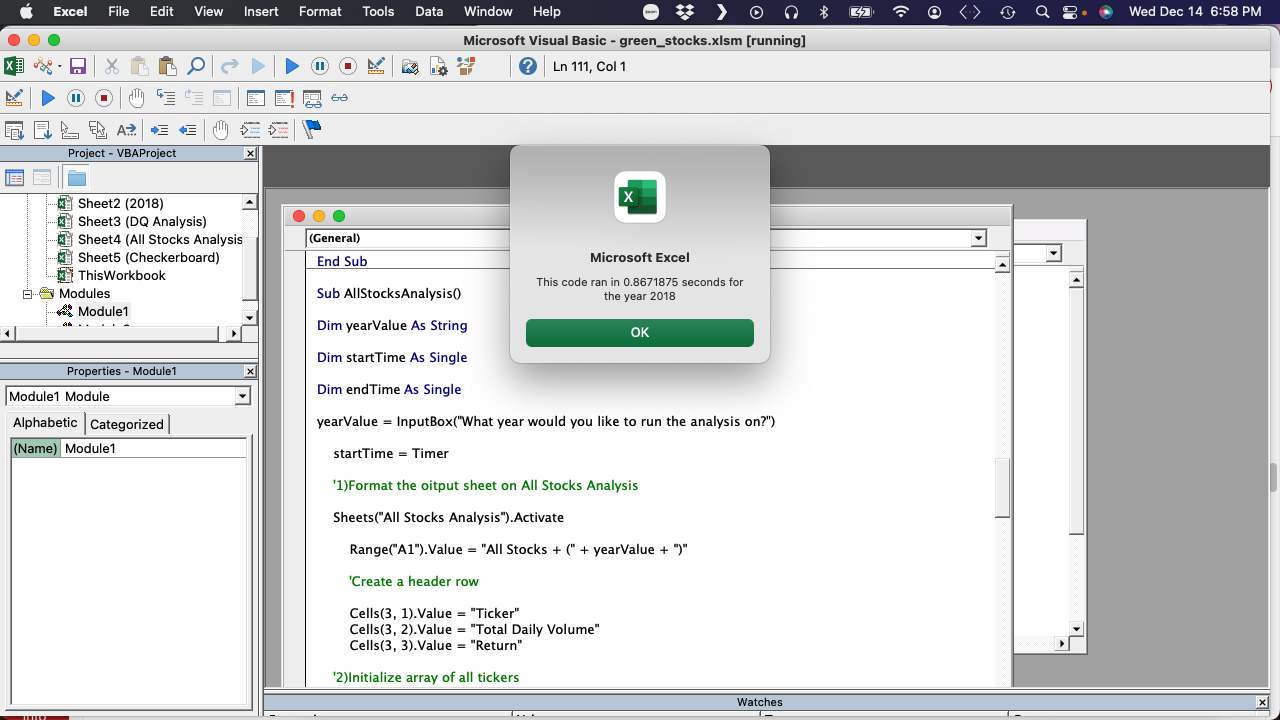 Excel File Edit View Insert Format Tools Data Window Help Wed Dec 14 6:58 PM
Microsoft Visual Basic - green_stocks.xlsm [running]
Ln 111, Col 1
Project - VBAProject
Sheet2 (2018)
Sheet3 (DQ Analysis)
Sheet4 (All Stocks Analysis
Sheet5 (Checkerboard)
ThisWorkbook
Modules
Module1
Properties - Module1
Module1 Module
Alphabetic Categorized
(Name) Module1
Microsoft Excel
This code ran in 0.8671875 seconds for
the year 2018
OK
(General)
End Sub
Sub AllStocksAnalysis()
Dim yearValue As String
Dim startTime As Single
Dim endTime As Single
yearValue = InputBox("What year would you like to run the analysis on?")
startTime = Timer
'1)Format the oitput sheet on All Stocks Analysis
Sheets("All Stocks Analysis").Activate
Range("A1").Value = "All Stocks + (" + yearValue + ")"
'Create a header row
Cells(3, 1).Value = "Ticker"
Cells(3, 2).Value = "Total Daily Volume"
Cells(3, 3).Value = "Return"
'2)Initialize array of all tickers
Watches